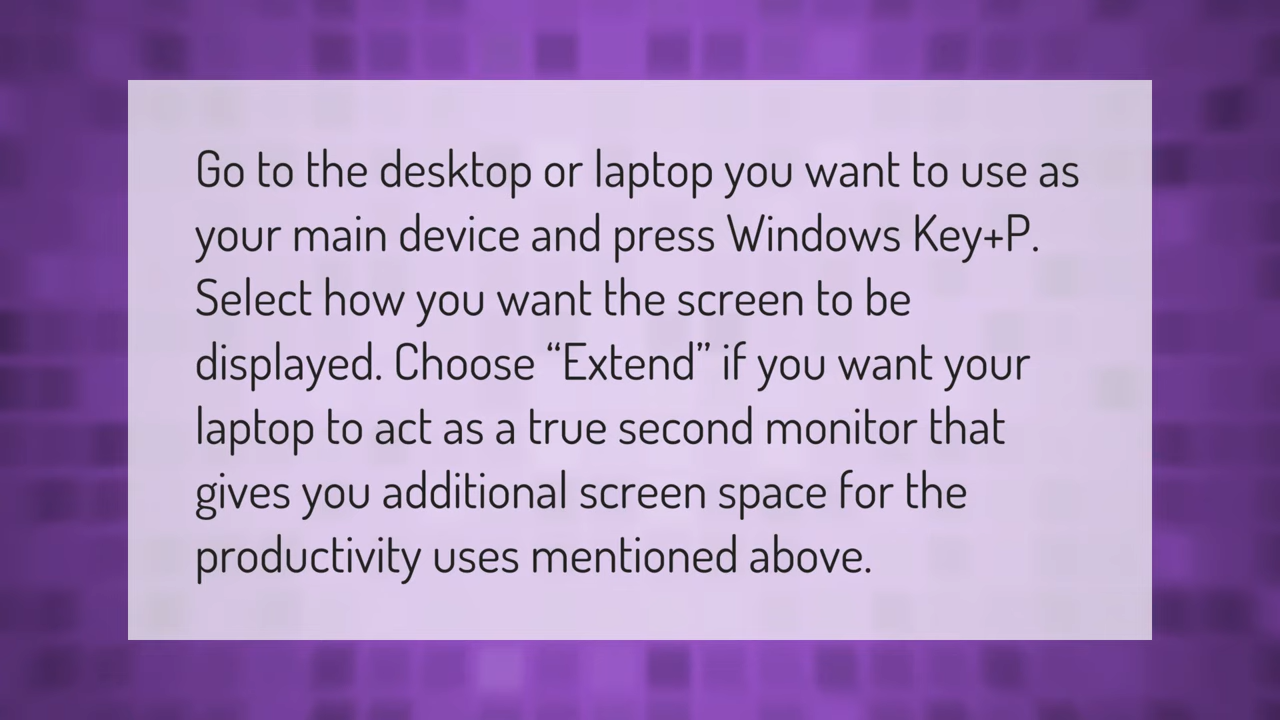 Go to the desktop or laptop you want to use as
your main device and press Windows Key+P.
Select how you want the screen to be
displayed. Choose “Extend” if you want your
laptop to act as a true second monitor that
gives you additional screen space for the
productivity uses mentioned above.